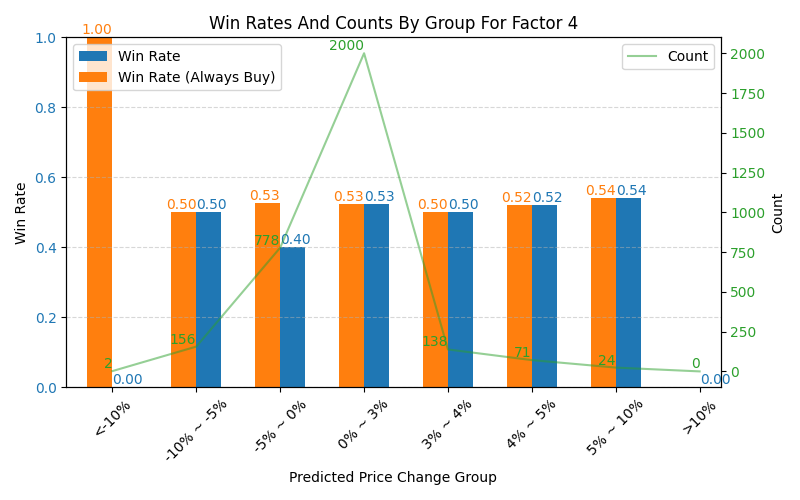 Win Rates And Counts By Group For Factor 4
Win Rate
Win Rate (Always Buy)
Count
1.00 0.50 0.50 0.53 0.40 0.53 0.53 0.50 0.50 0.52 0.52 0.54 0.54
0.00 0.00
2 156 778 2000 138 71 24 0
1.0
0.8
0.6
0.4
0.2
0.0
Win Rate
2000
1750
1500
1250
1000
750
500
250
0
Count
<-10% -10% ~ -5% -5% ~ 0% 0% ~ 3% 3% ~ 4% 4% ~ 5% 5% ~ 10% >10%
Predicted Price Change Group